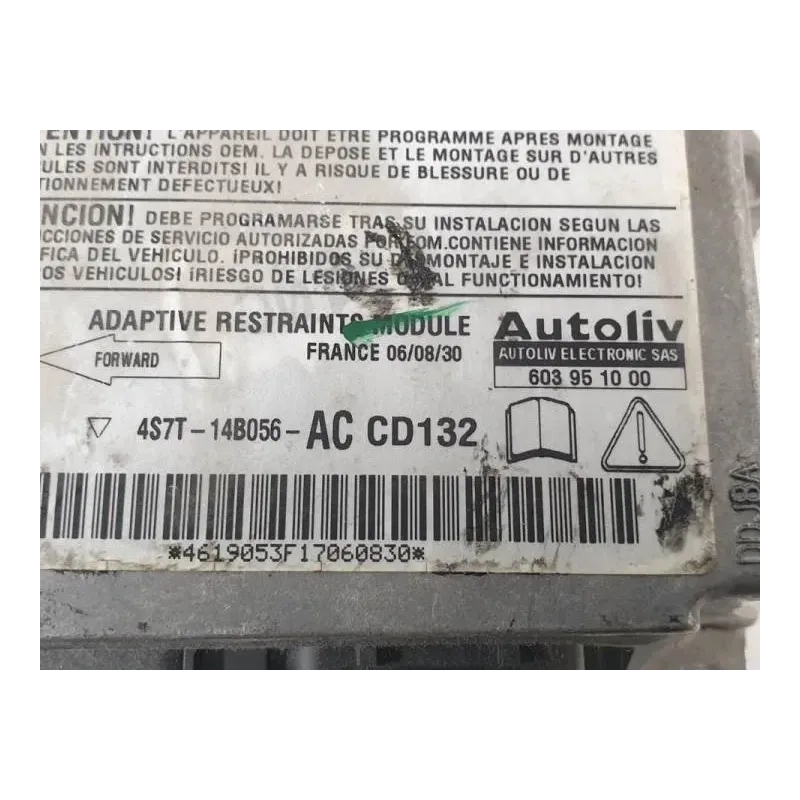 L'APPAREIL DOIT ETRE PROGRAMME APRES MONTAGE
LES INTRUCTIONS OEM. LA DEPOSE ET LE MONTAGE SUR D'AUTRES
ULES SONT INTERDITS! IL Y A RISQUE DE BLESSURE OU DE
TIONNEMENT DEFECTUEUX!
ENCION! DEBE PROGRAMARSE TRAS SU INSTALACION SEGUN LAS
CCIONES DE SERVICIO AUTORIZADAS POR FOM.CONTIENE INFORMACION
FICA DEL VEHICULO. ¡PROHIBIDOS SU DESMONTAJE E INSTALACION
OS VEHICULOS! ¡RIESGO DE LESIONES O MAL FUNCTIONAMIENTO!
ADAPTIVE RESTRAINTS MODULE
FRANCE 06/08/30
Autoliv
AUTOLIV ELECTRONIC SAS
603 95 10 00
FORWARD
4S7T-14B056-AC CD132
*4619053F17060830*
DDJ8A